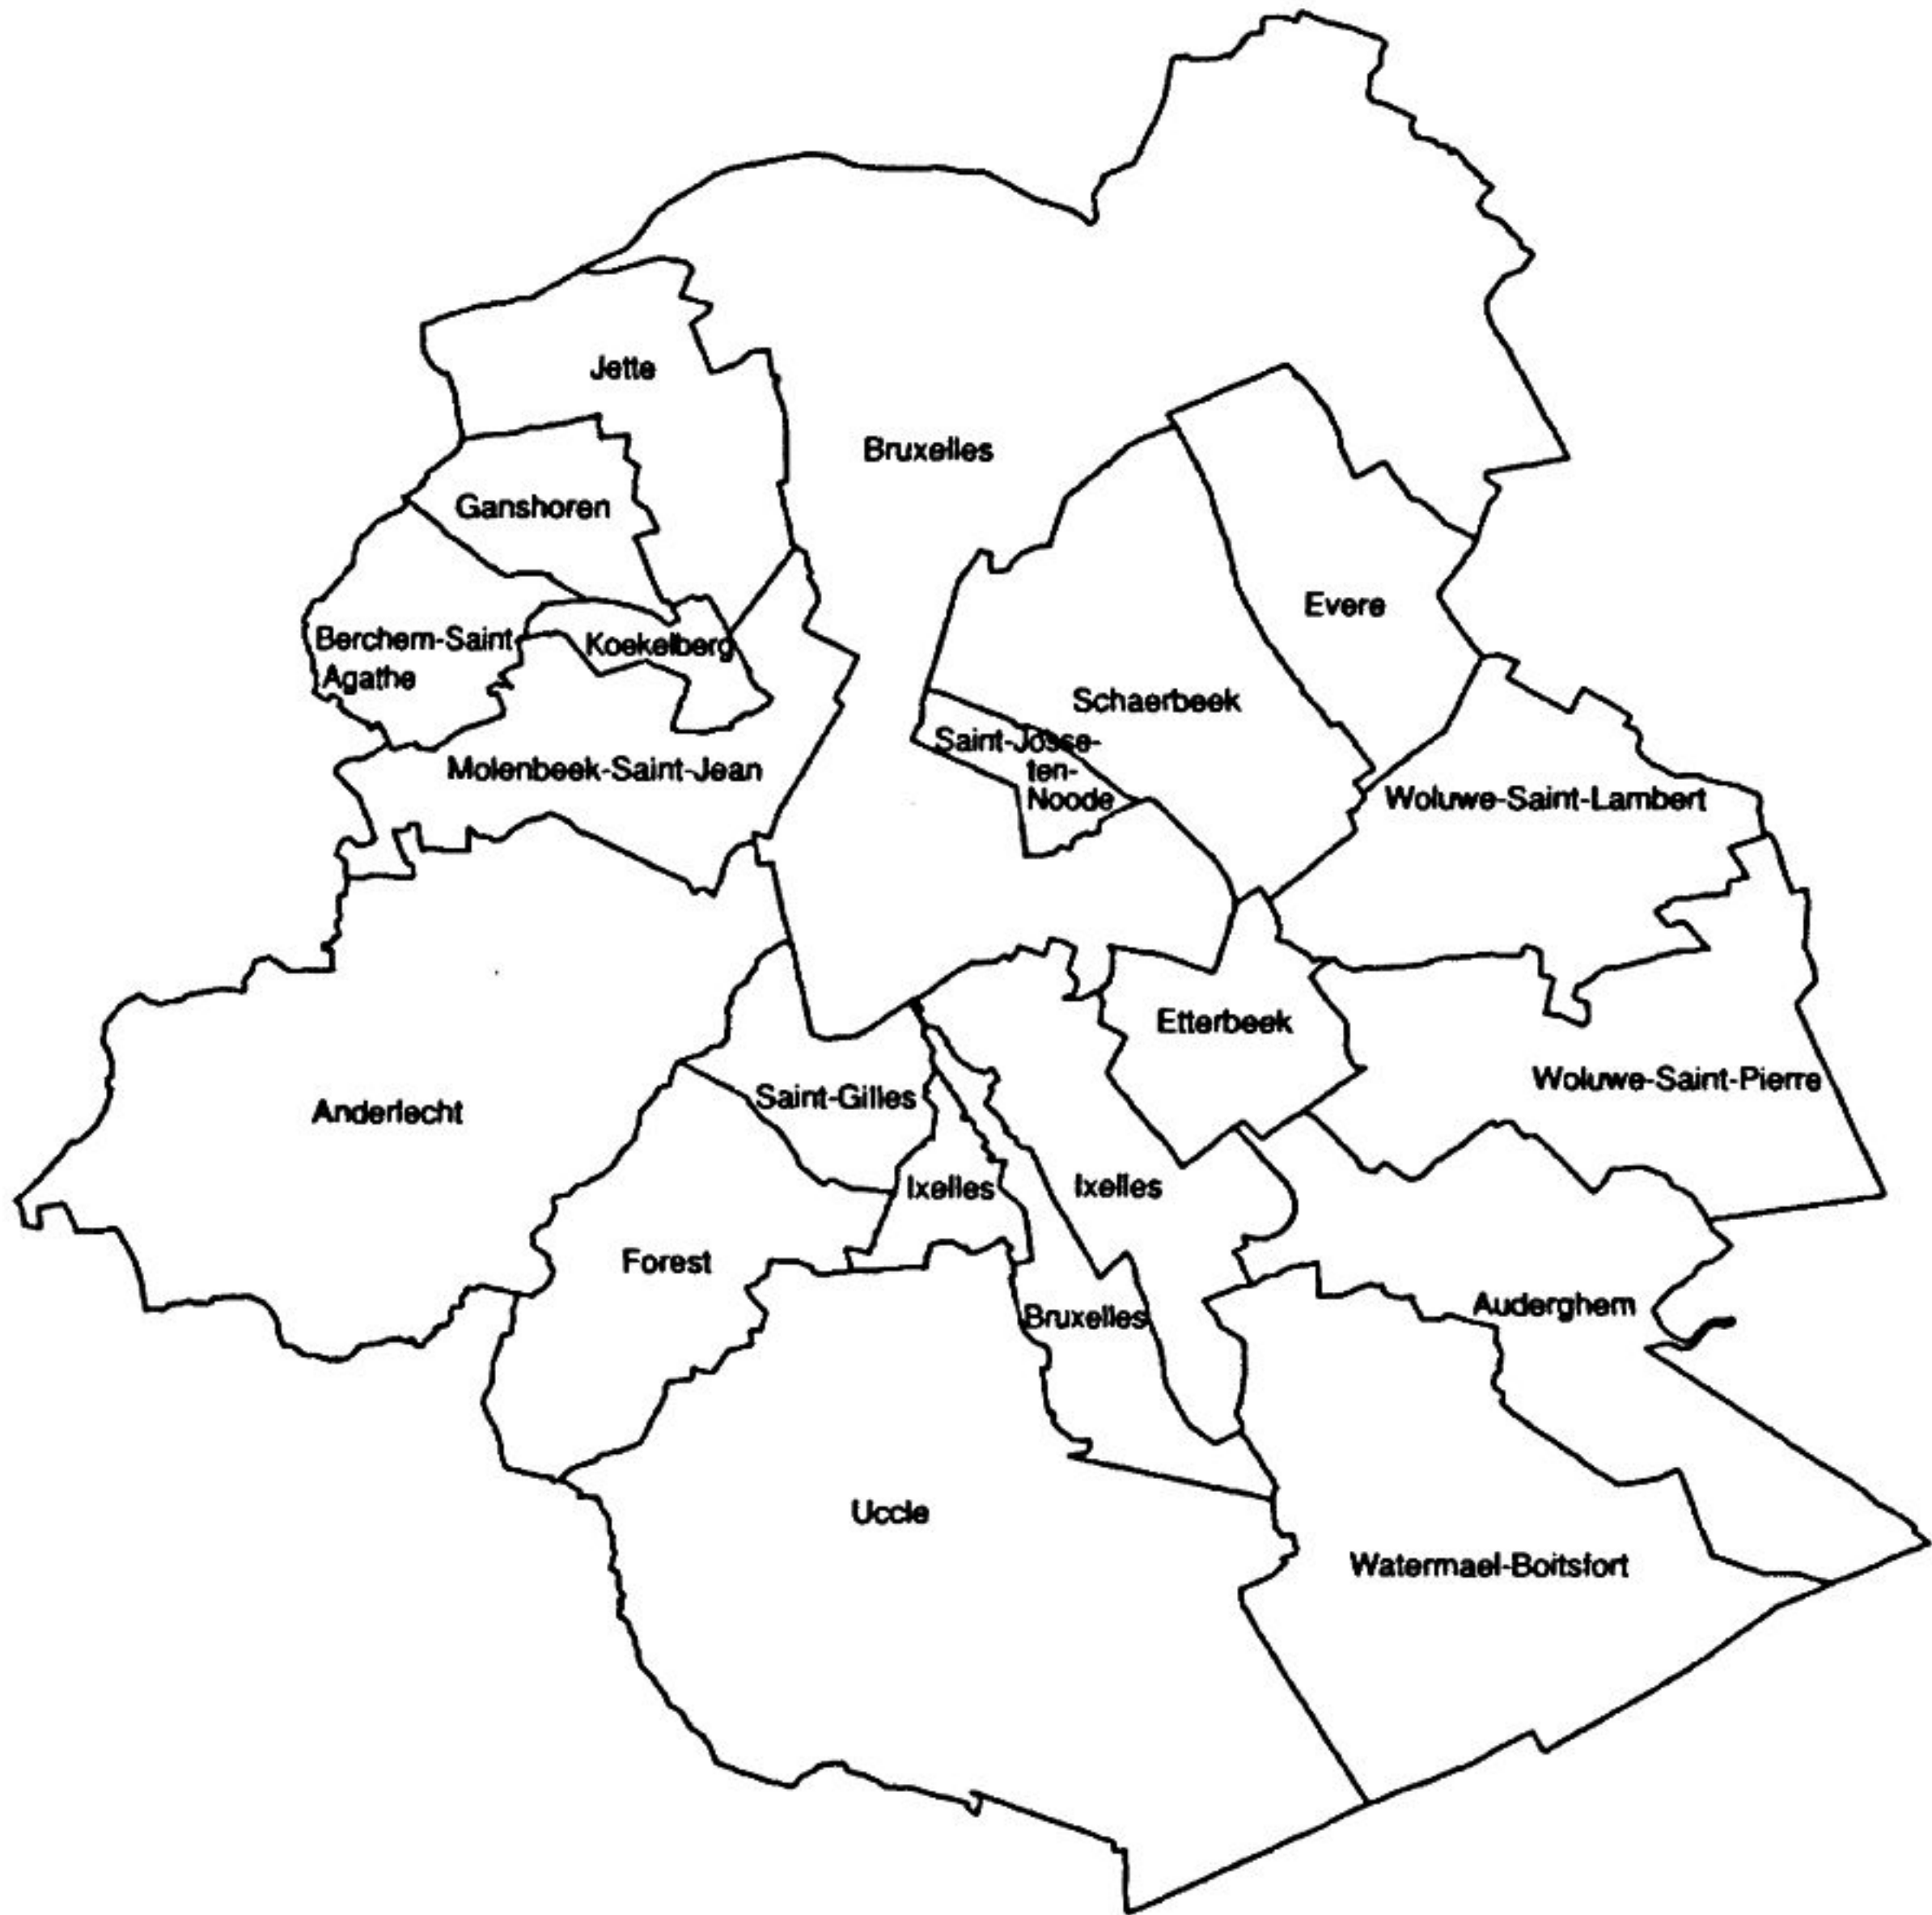 Jette
Bruxelles
Ganshoren
Evere
Berchem-Saint
Agathe
Koekelberg
Schaerbeek
Saint-Josse-
ten-
Noode
Molenbeek-Saint-Jean
Woluwe-Saint-Lambert
Etterbeek
Woluwe-Saint-Pierre
Saint-Gilles
Anderlecht
Ixelles
Ixelles
Forest
Auderghem
Bruxelles
Uccle
Watermael-Boitsfort